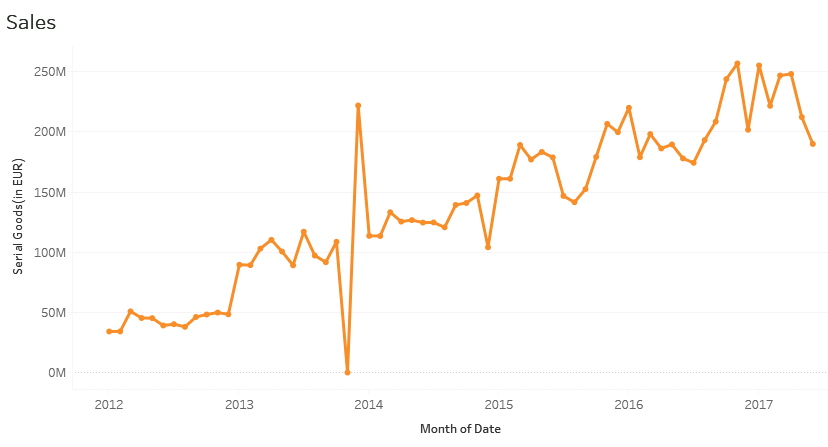 Sales
250M
200M
150M
100M
50M
0M
Serial Goods(in EUR)
2012 2013 2014 2015 2016 2017
Month of Date